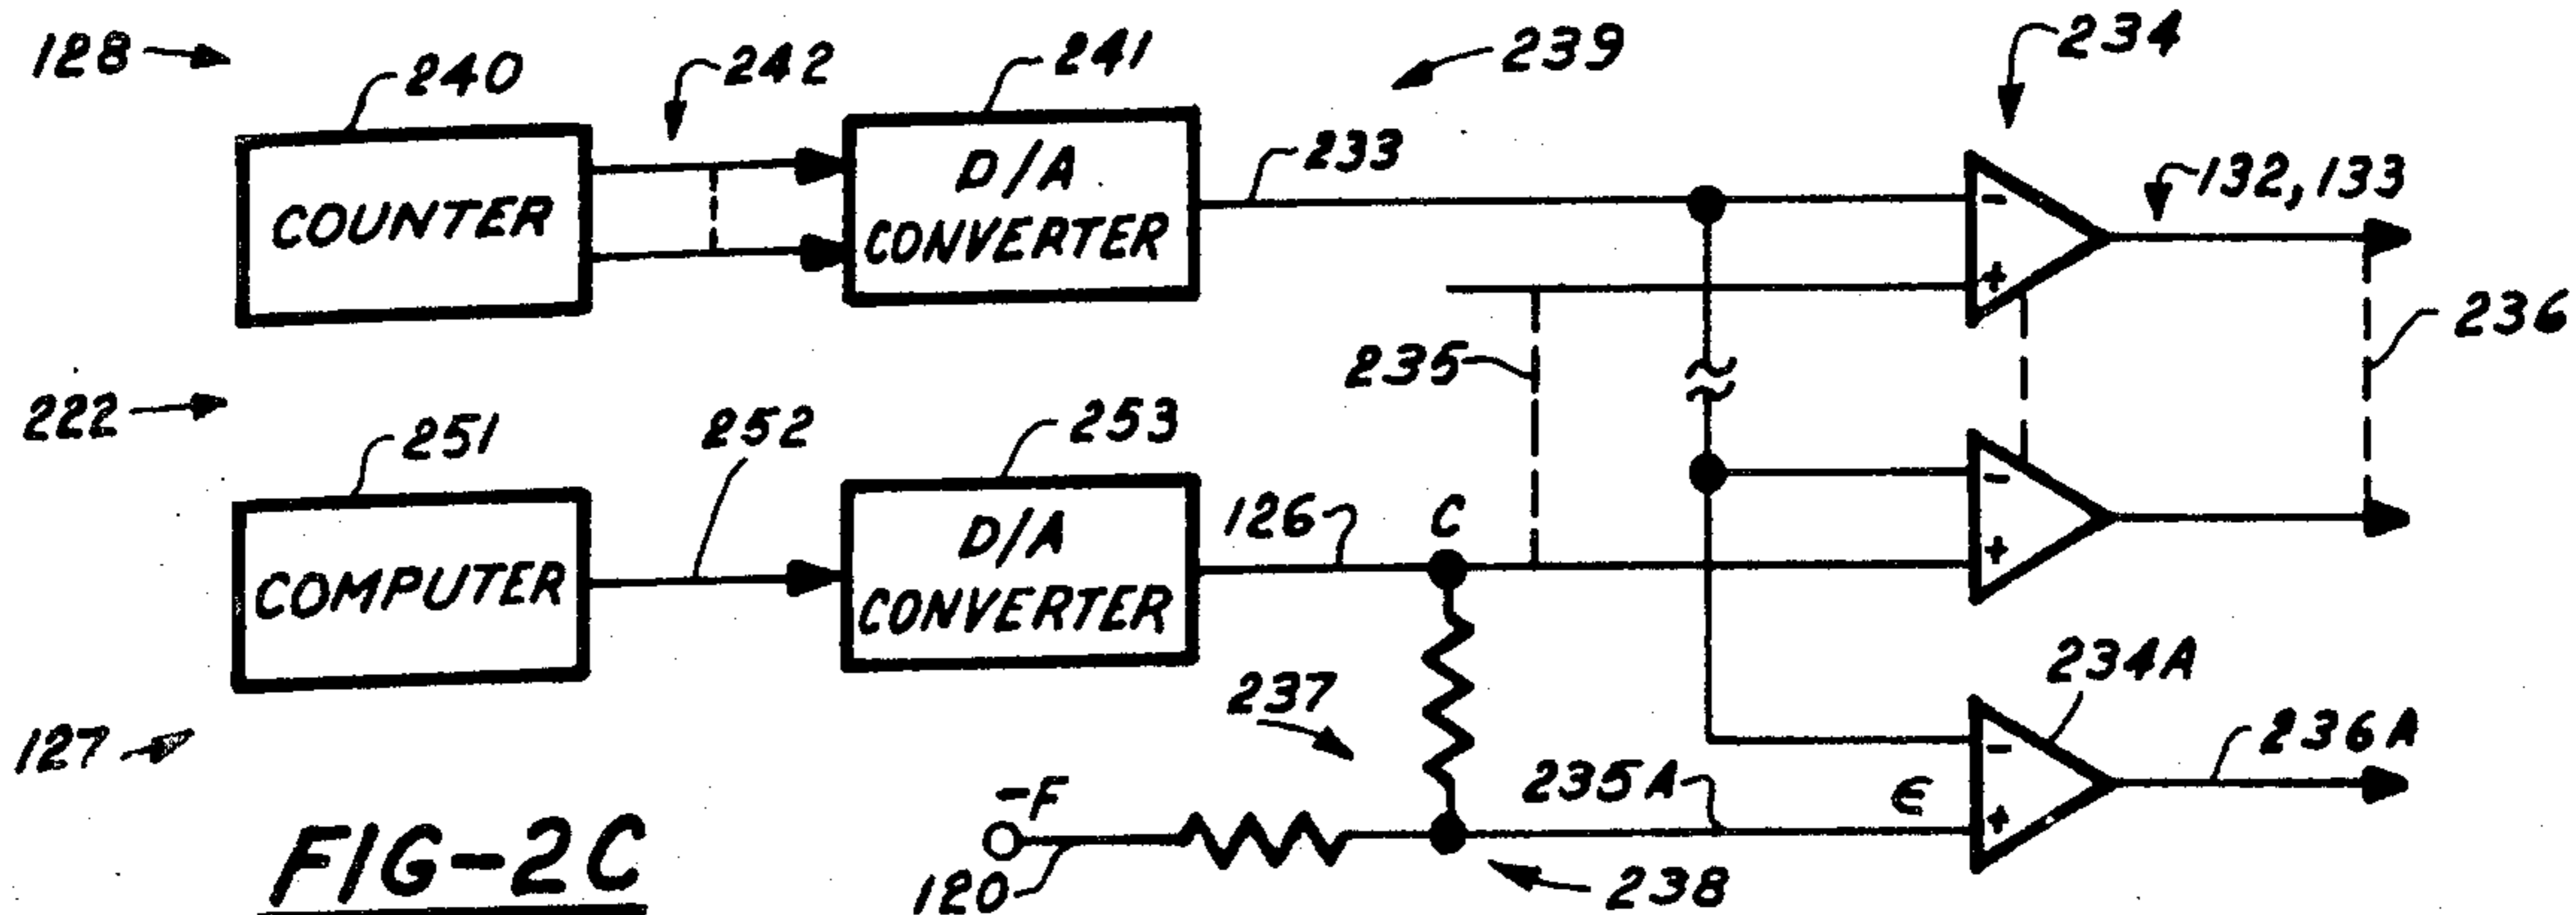 128
240
242
241
239
234
COUNTER
D/A
CONVERTER
233
-
+
132, 133
235
236
222
251
252
253
COMPUTER
D/A
CONVERTER
126
C
-
+
127
237
234A
-F
120
235A
ϵ
-
+
236A
238
FIG-2C